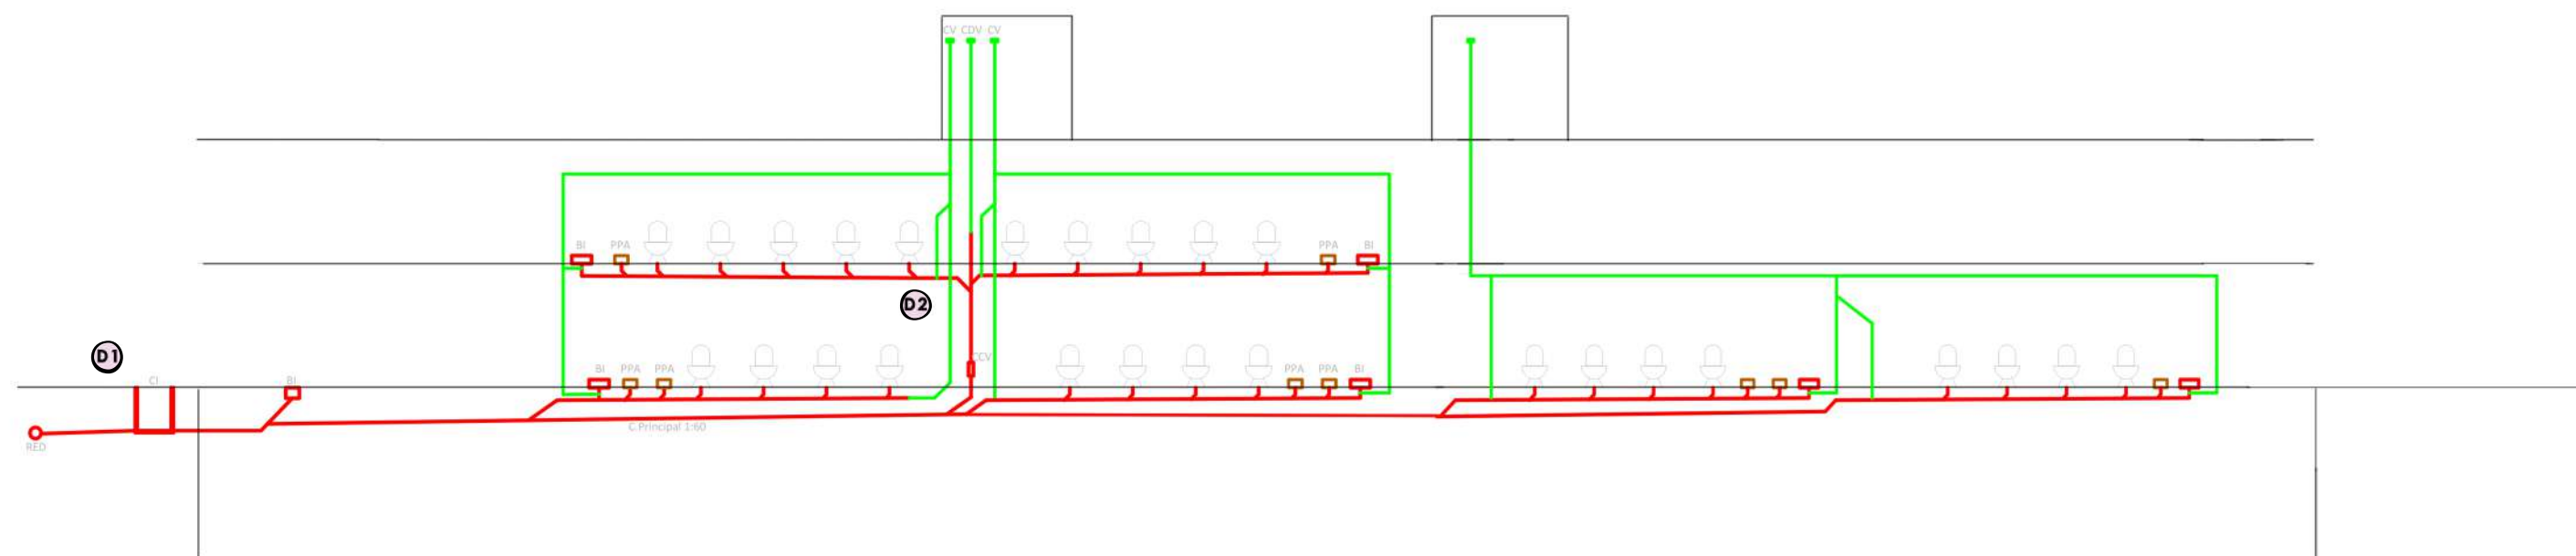 CV CDV CV
BI PPA PPA BI
D2
D1
BI PPA PPA CCV PPA PPA BI
CI BI
C.Principal 1:60
RED